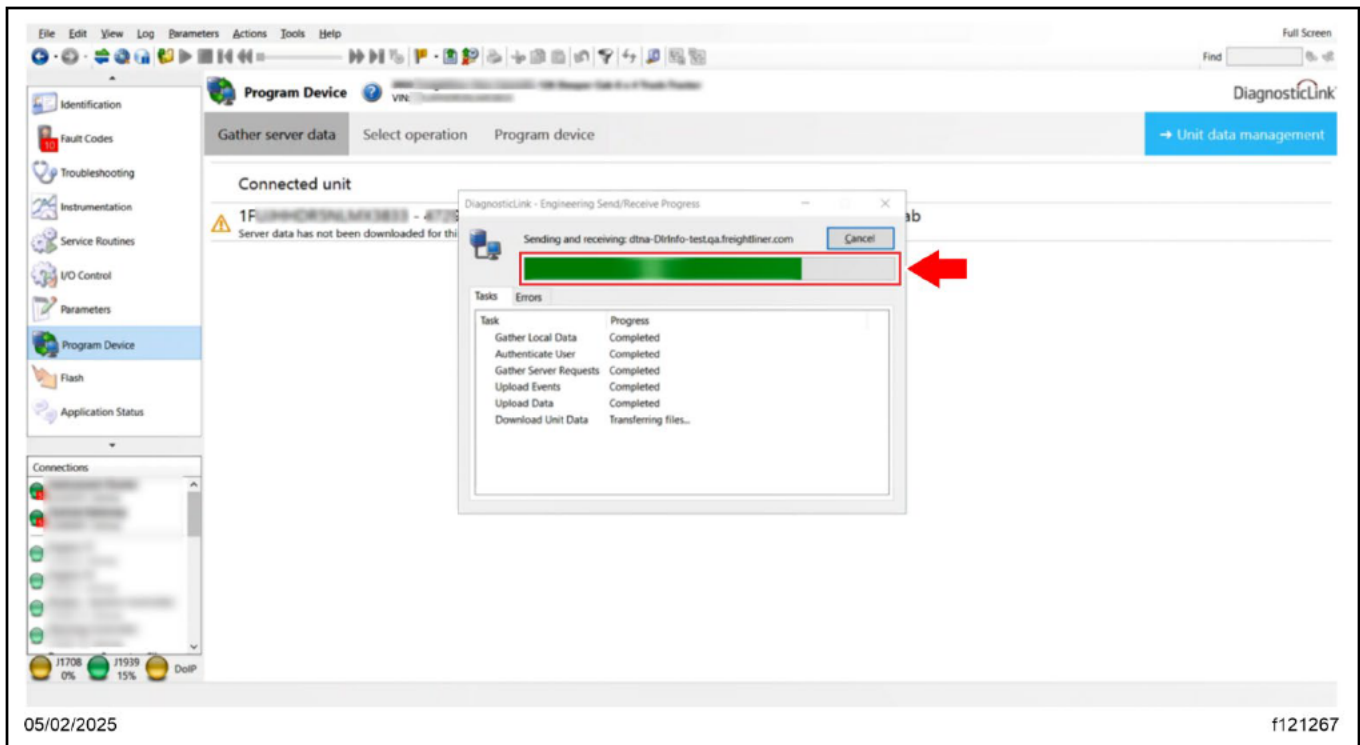 File Edit View Log Parameters Actions Tools Help
Full Screen
Find
Identification
Fault Codes
10
Troubleshooting
Instrumentation
Service Routines
I/O Control
Parameters
Program Device
Flash
Application Status
Connections
J1708
0%
J1939
15%
DoIP
Program Device
VIN:
DiagnosticLink
Gather server data Select operation Program device
→ Unit data management
Connected unit
ab
Server data has not been downloaded for thi
DiagnosticLink - Engineering Send/Receive Progress
Sending and receiving: dtna-DlrInfo-test.qa.freightliner.com
Cancel
Tasks Errors
Task Progress
Gather Local Data Completed
Authenticate User Completed
Gather Server Requests Completed
Upload Events Completed
Upload Data Completed
Download Unit Data Transferring files...
05/02/2025
f121267